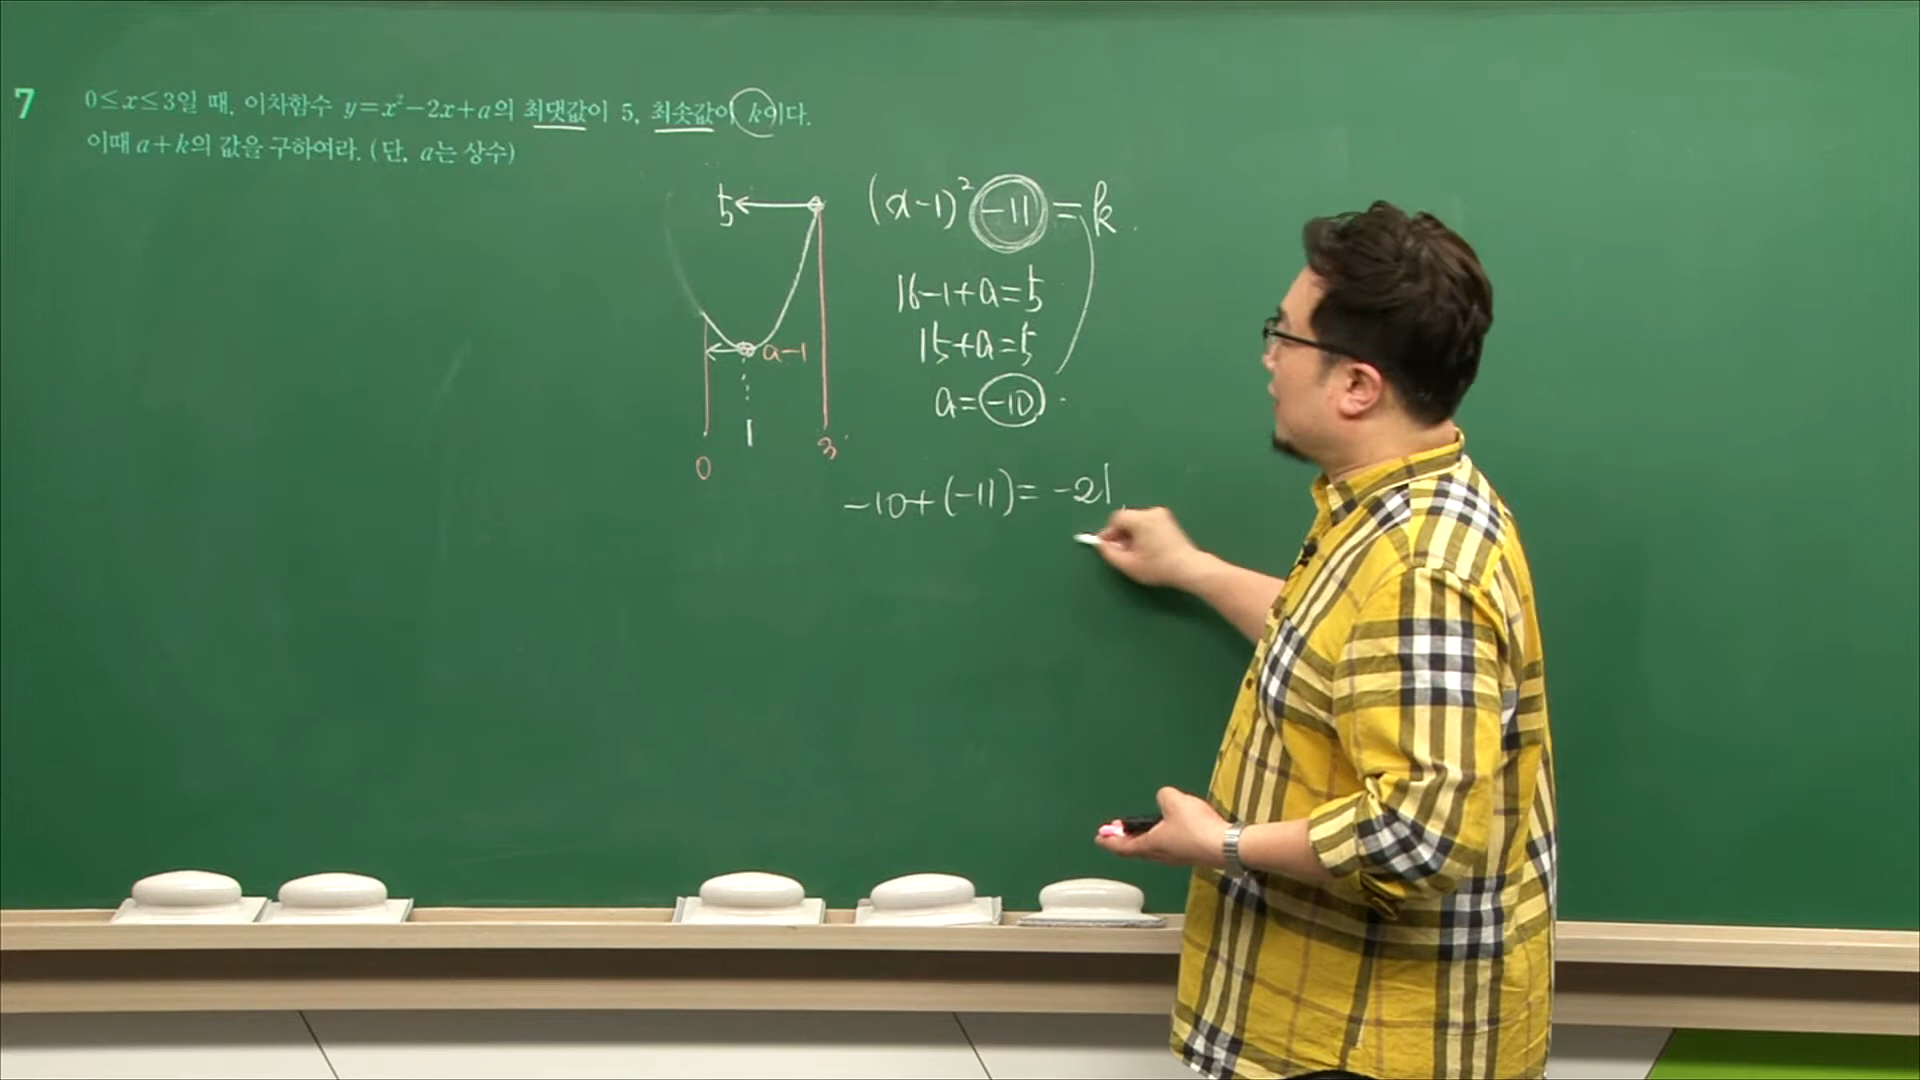 7
0≤x≤3일 때, 이차함수 y=x²−2x+a의 최댓값이 5, 최솟값이 k이다.
이때 a+k의 값을 구하여라. (단, a는 상수)
5
(x-1)² -11 = k
16-1+a=5
15+a=5
a-1
a=-10
1
3
0
-10+(-11)=-21